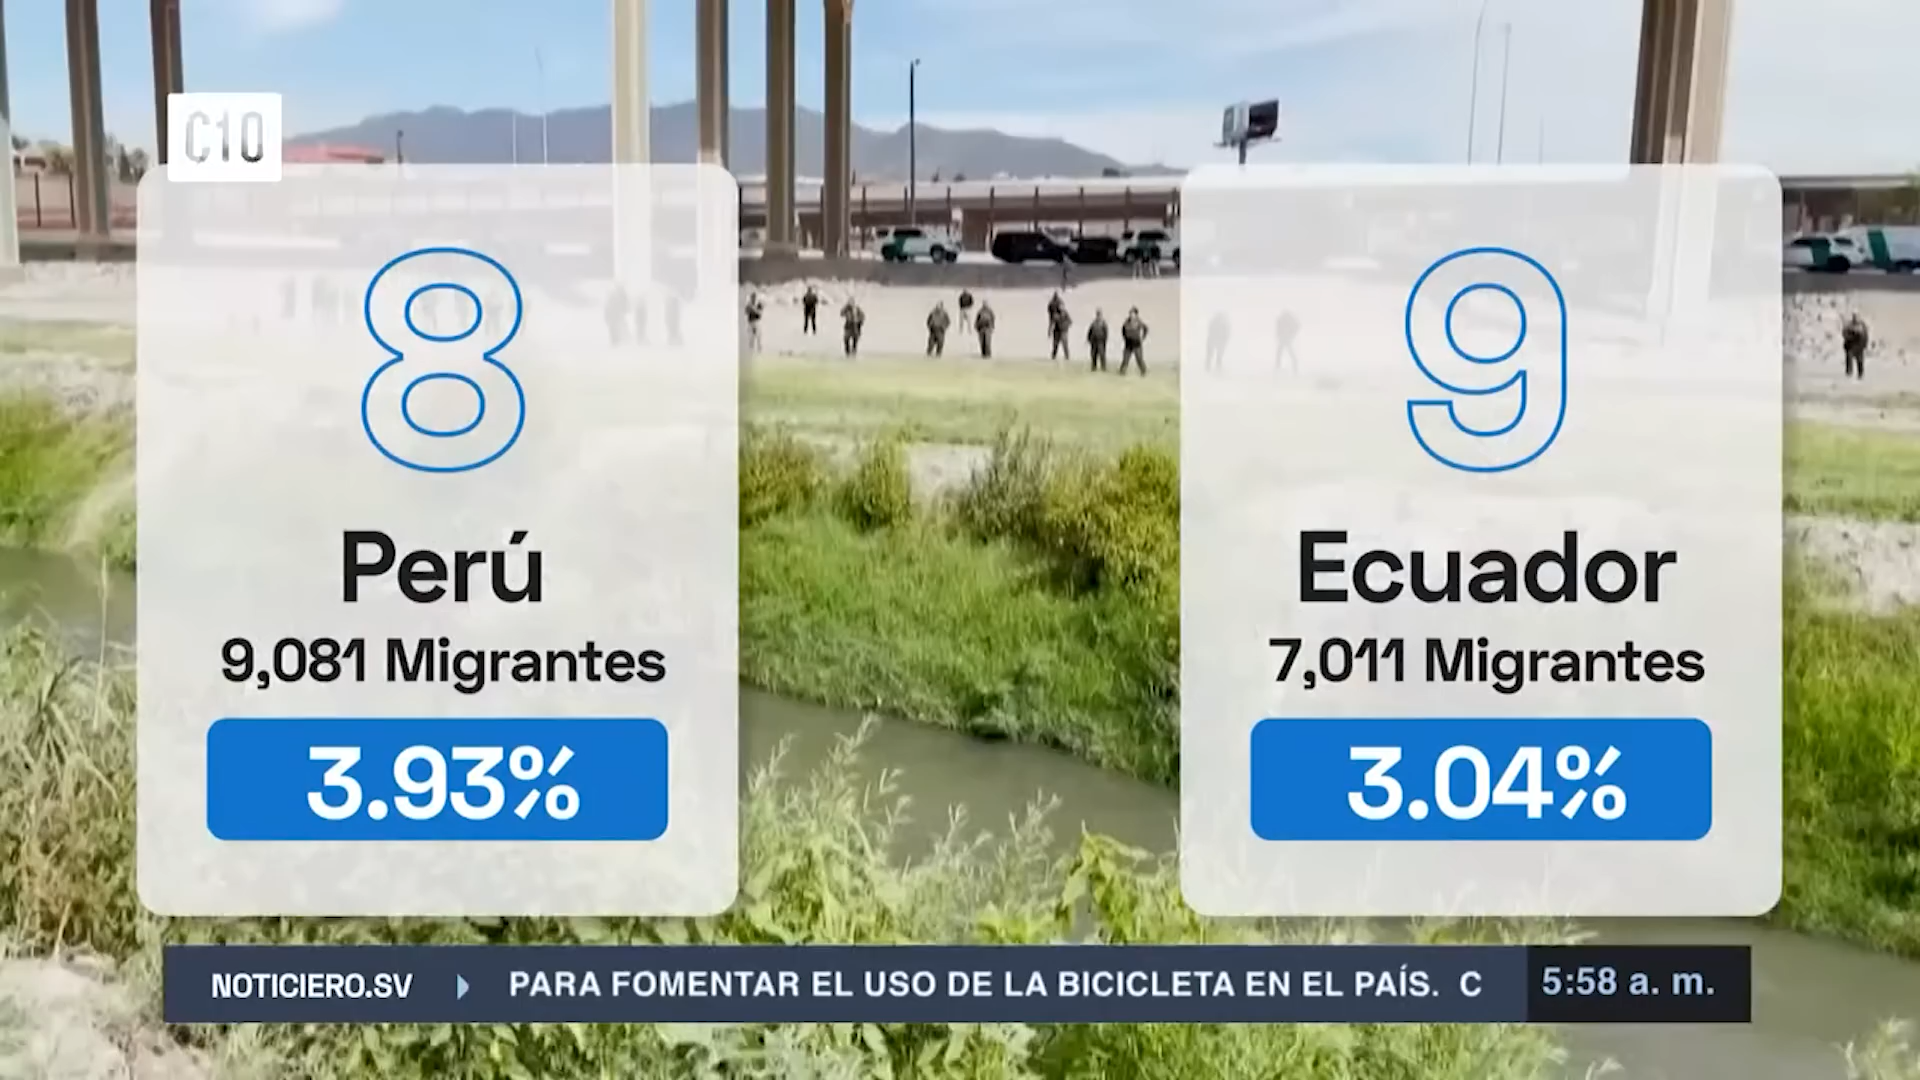 C10
8
Perú
9,081 Migrantes
3.93%
9
Ecuador
7,011 Migrantes
3.04%
NOTICIERO.SV
PARA FOMENTAR EL USO DE LA BICICLETA EN EL PAÍS. C
5:58 a. m.